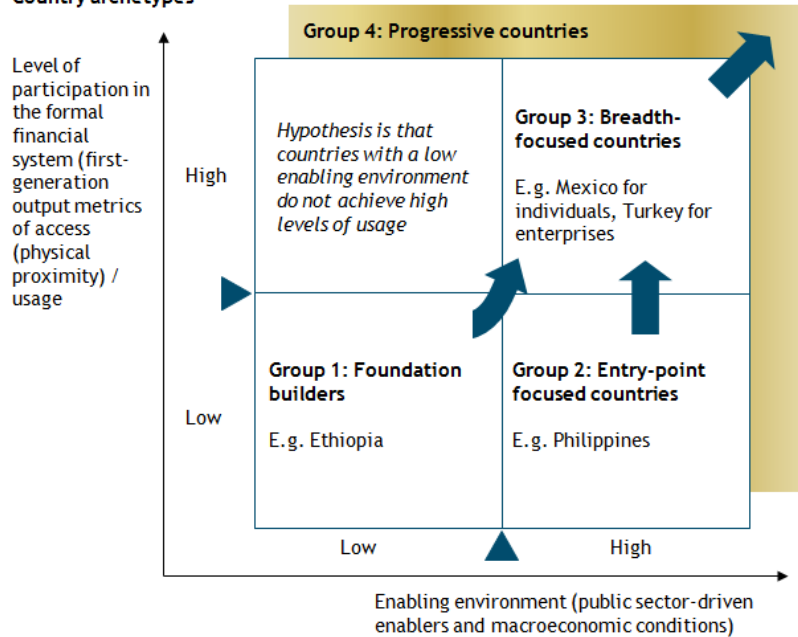 Country archetypes
Group 4: Progressive countries
Level of
participation in
the formal
financial
system (first-
generation
output metrics
of access
(physical
proximity) /
usage
High
Low
Hypothesis is that
countries with a low
enabling environment
do not achieve high
levels of usage
Group 3: Breadth-
focused countries
E.g. Mexico for
individuals, Turkey for
enterprises
Group 1: Foundation
builders
E.g. Ethiopia
Group 2: Entry-point
focused countries
E.g. Philippines
Low
High
Enabling environment (public sector-driven
enablers and macroeconomic conditions)